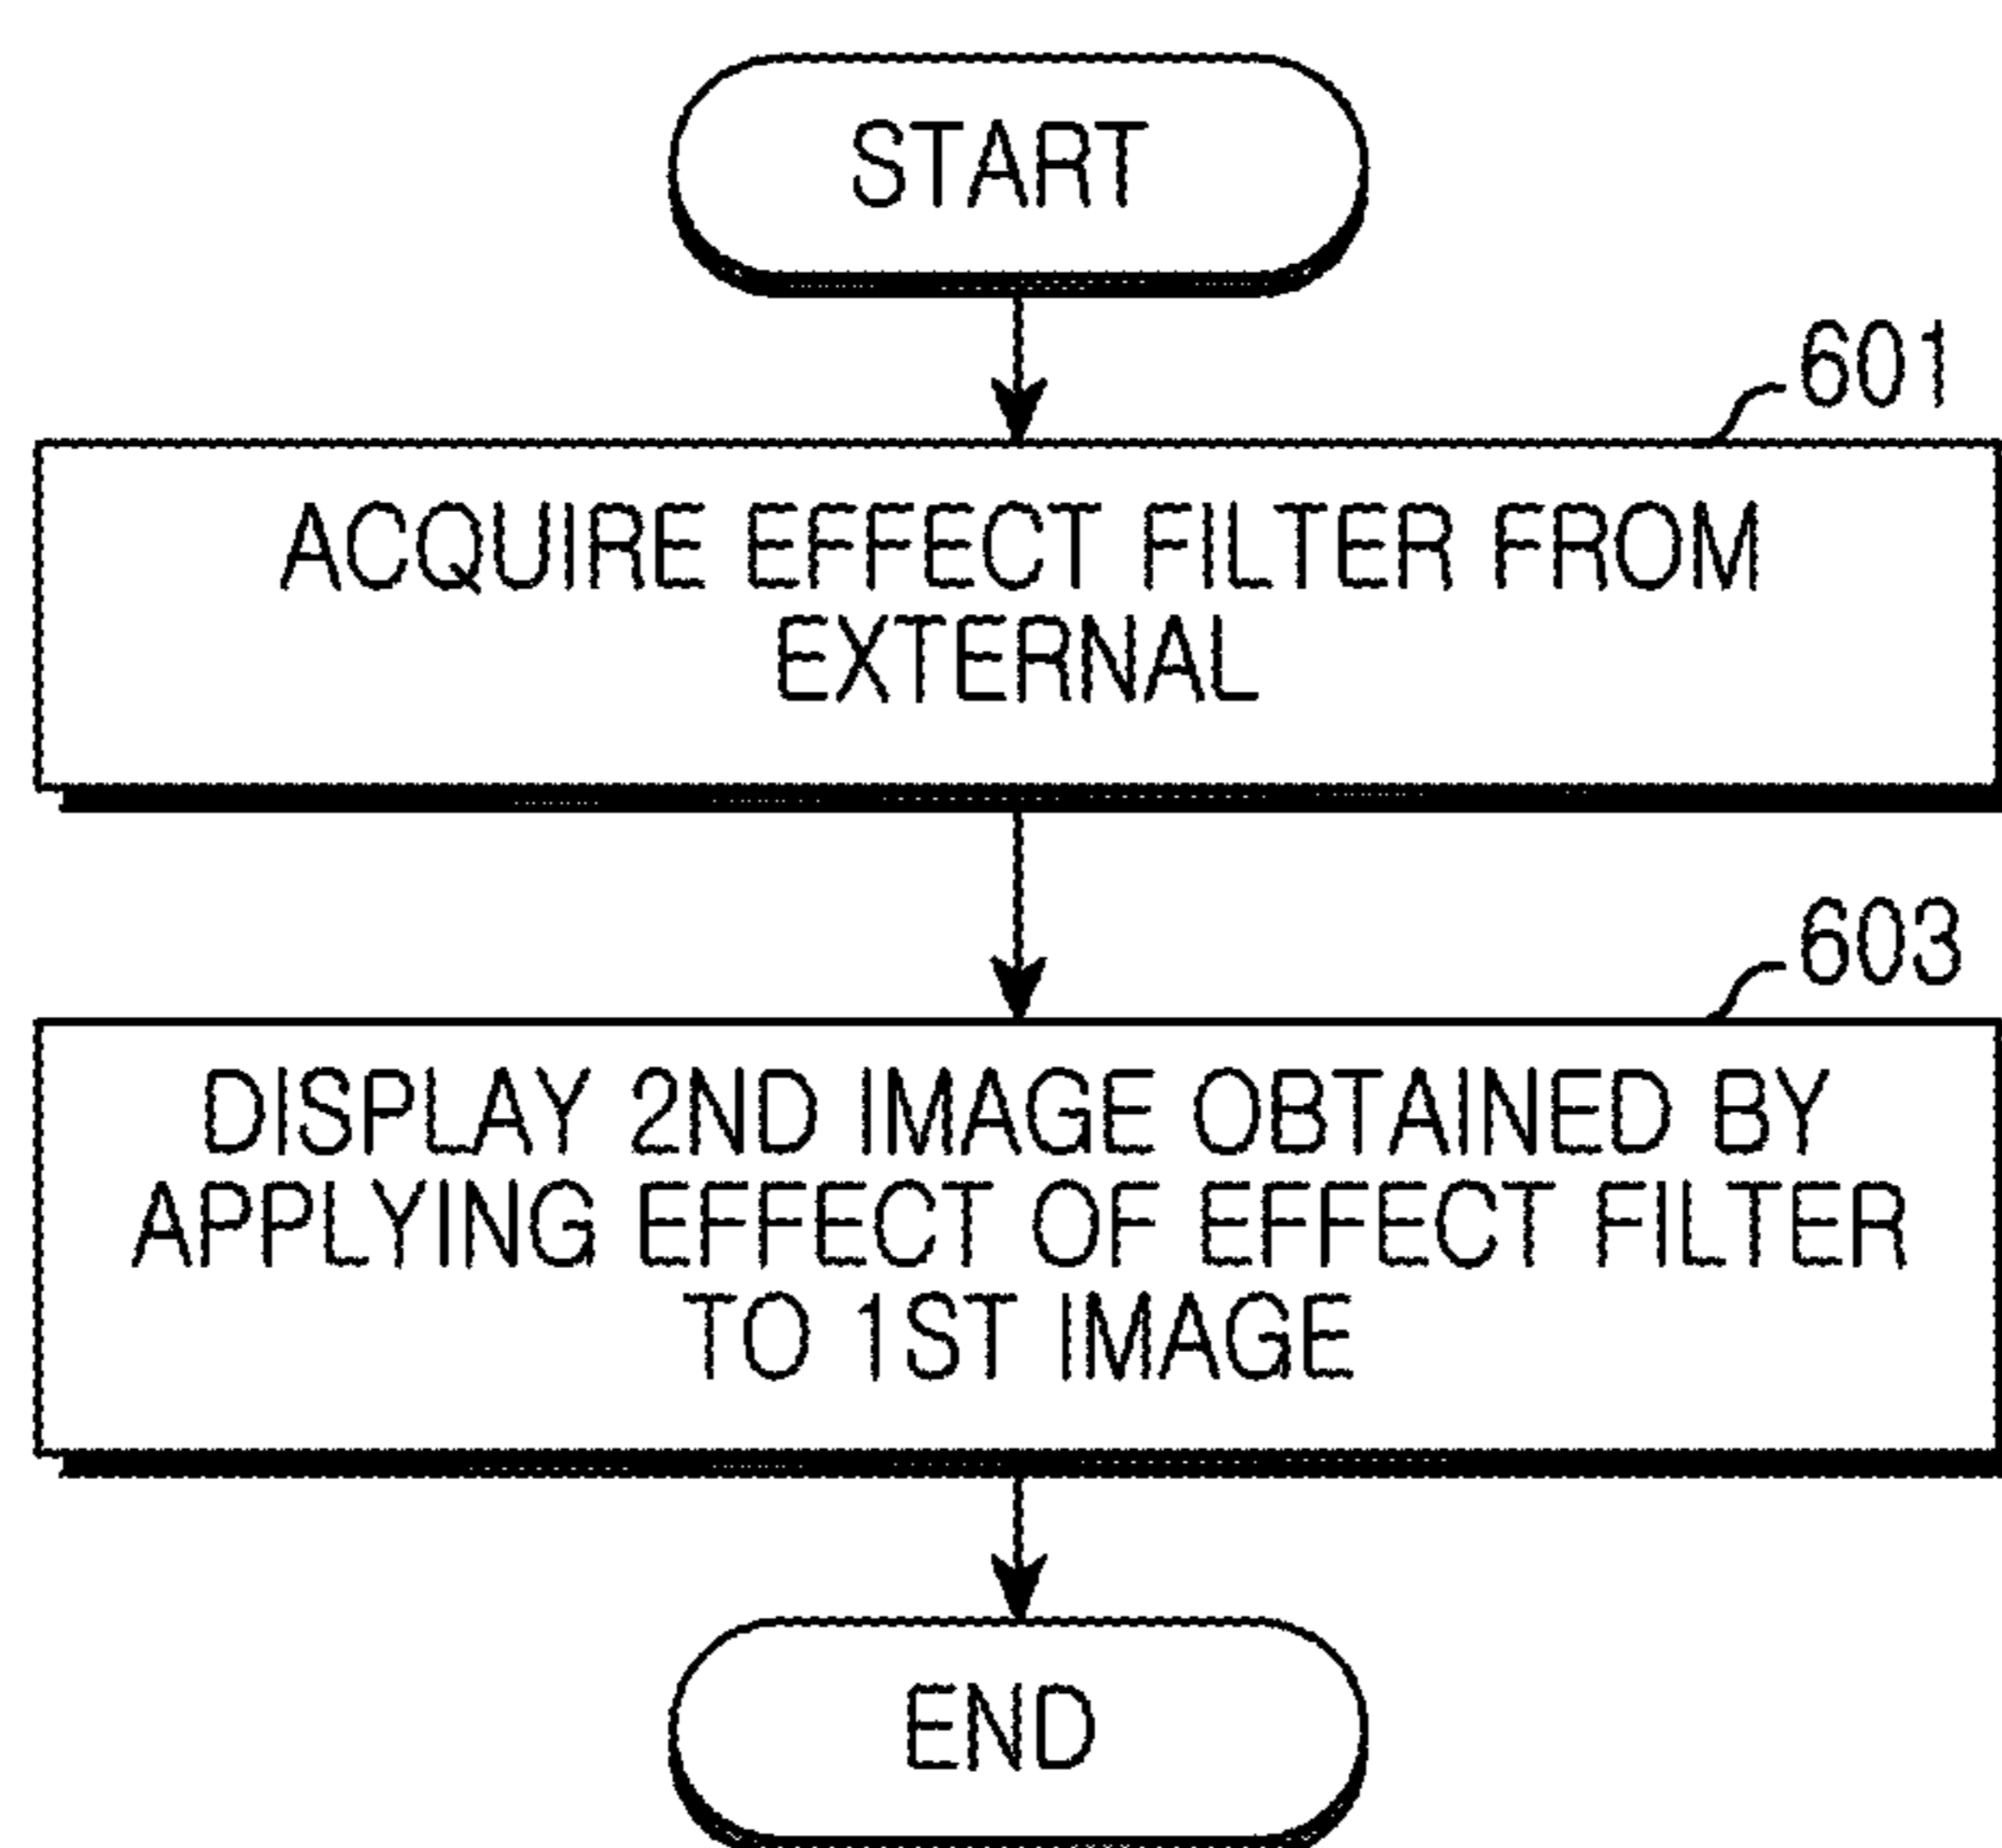 START
601
ACQUIRE EFFECT FILTER FROM
EXTERNAL
603
DISPLAY 2ND IMAGE OBTAINED BY
APPLYING EFFECT OF EFFECT FILTER
TO 1ST IMAGE
END